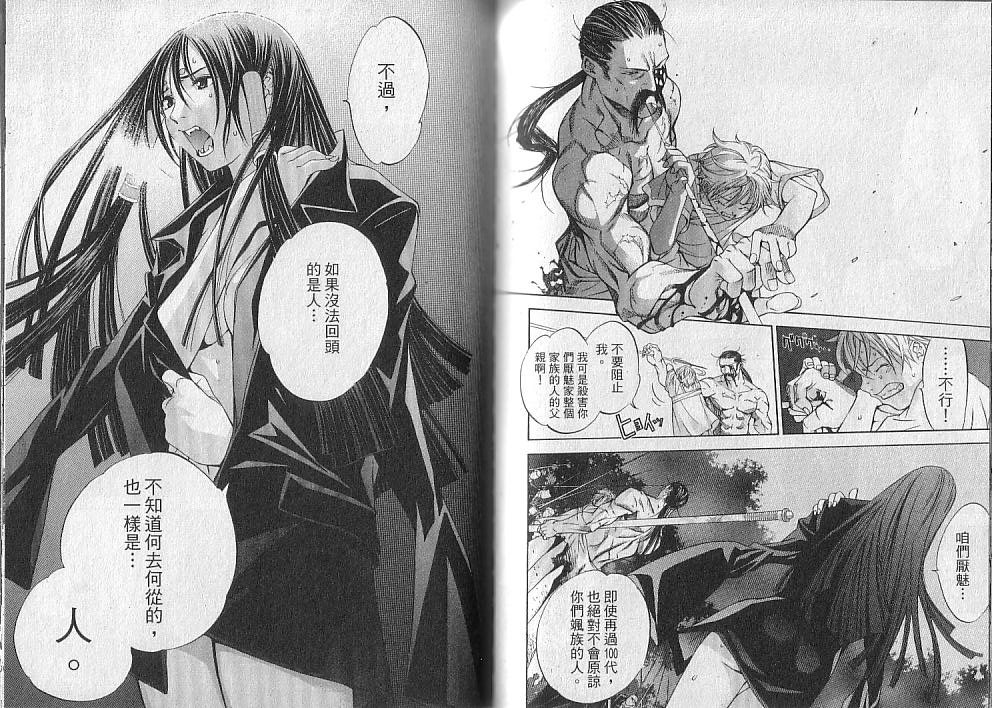 グググ…
……不行！
不要阻止
我。
我可是殺害你
們厭魅家整個
家族的人的父
親啊！
ヒョイッ
咱們厭魅…
即使再過100代，
也絕對不會原諒
你們颯族的人。
不過，
如果沒法回頭
的是人…
不知道何去何從的，
也一樣是…
人。